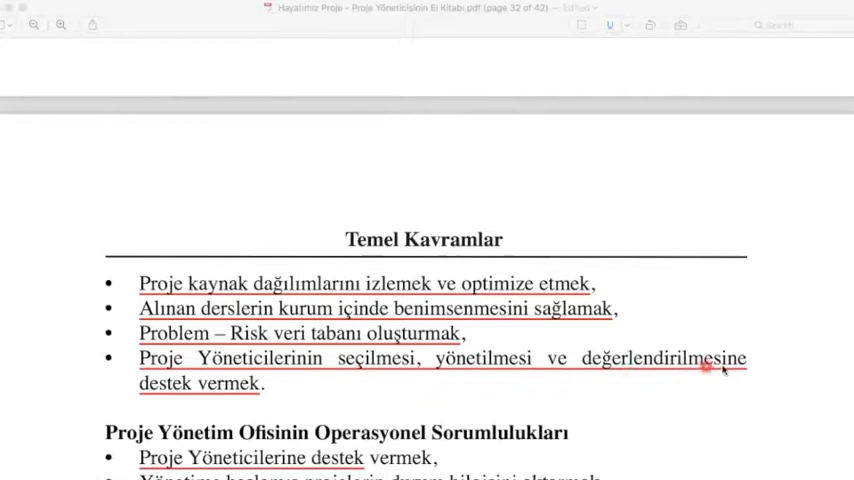 Hayatımız Proje - Proje Yöneticisinin El Kitabı.pdf (page 32 of 42) — Edited
Search
Temel Kavramlar
• Proje kaynak dağılımlarını izlemek ve optimize etmek,
• Alınan derslerin kurum içinde benimsenmesini sağlamak,
• Problem – Risk veri tabanı oluşturmak,
• Proje Yöneticilerinin seçilmesi, yönetilmesi ve değerlendirilmesine
destek vermek.
Proje Yönetim Ofisinin Operasyonel Sorumlulukları
• Proje Yöneticilerine destek vermek,